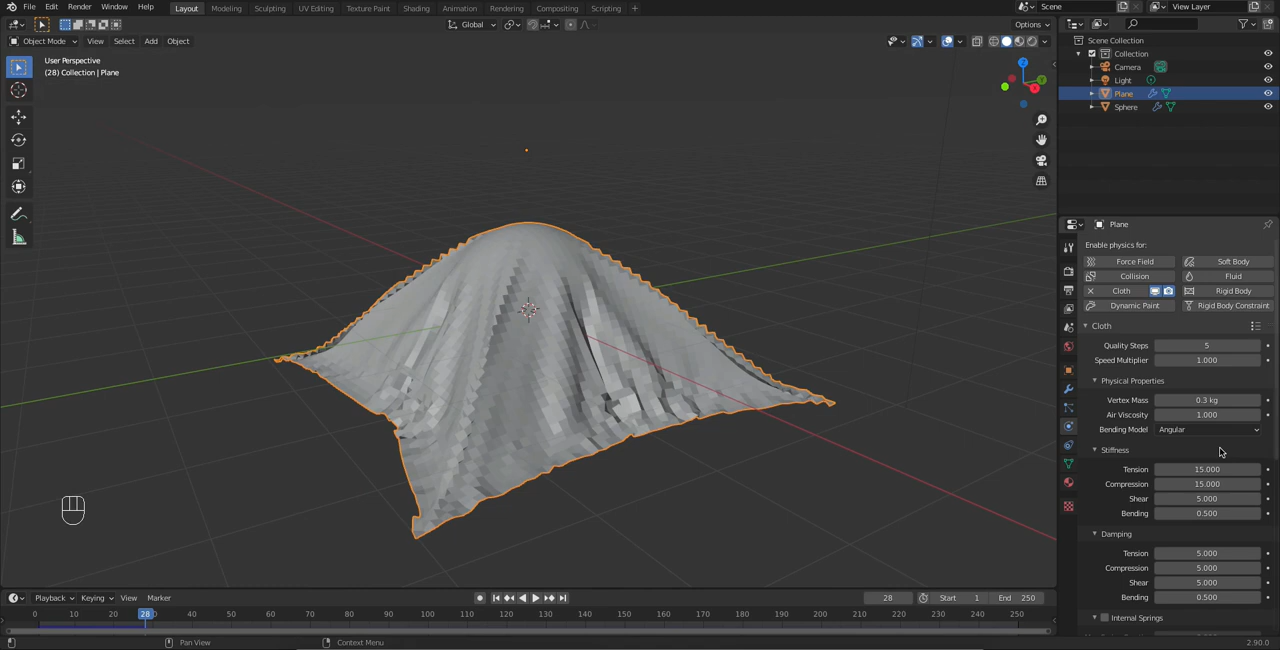 File Edit Render Window Help Layout Modeling Sculpting UV Editing Texture Paint Shading Animation Rendering Compositing Scripting + Scene View Layer
Global Options
Object Mode View Select Add Object
User Perspective
(28) Collection | Plane
Z
Y
X
Scene Collection
Collection
Camera
Light
Plane
Sphere
Plane
Enable physics for:
Force Field Soft Body
Collision Fluid
Cloth Rigid Body
Dynamic Paint Rigid Body Constraint
Cloth
Quality Steps 5
Speed Multiplier 1.000
Physical Properties
Vertex Mass 0.3 kg
Air Viscosity 1.000
Bending Model Angular
Stiffness
Tension 15.000
Compression 15.000
Shear 5.000
Bending 0.500
Damping
Tension 5.000
Compression 5.000
Shear 5.000
Bending 0.500
Internal Springs
Playback Keying View Marker 28 Start 1 End 250
0 10 20 28 30 40 50 60 70 80 90 100 110 120 130 140 150 160 170 180 190 200 210 220 230 240 250
Pan View Context Menu 2.90.0